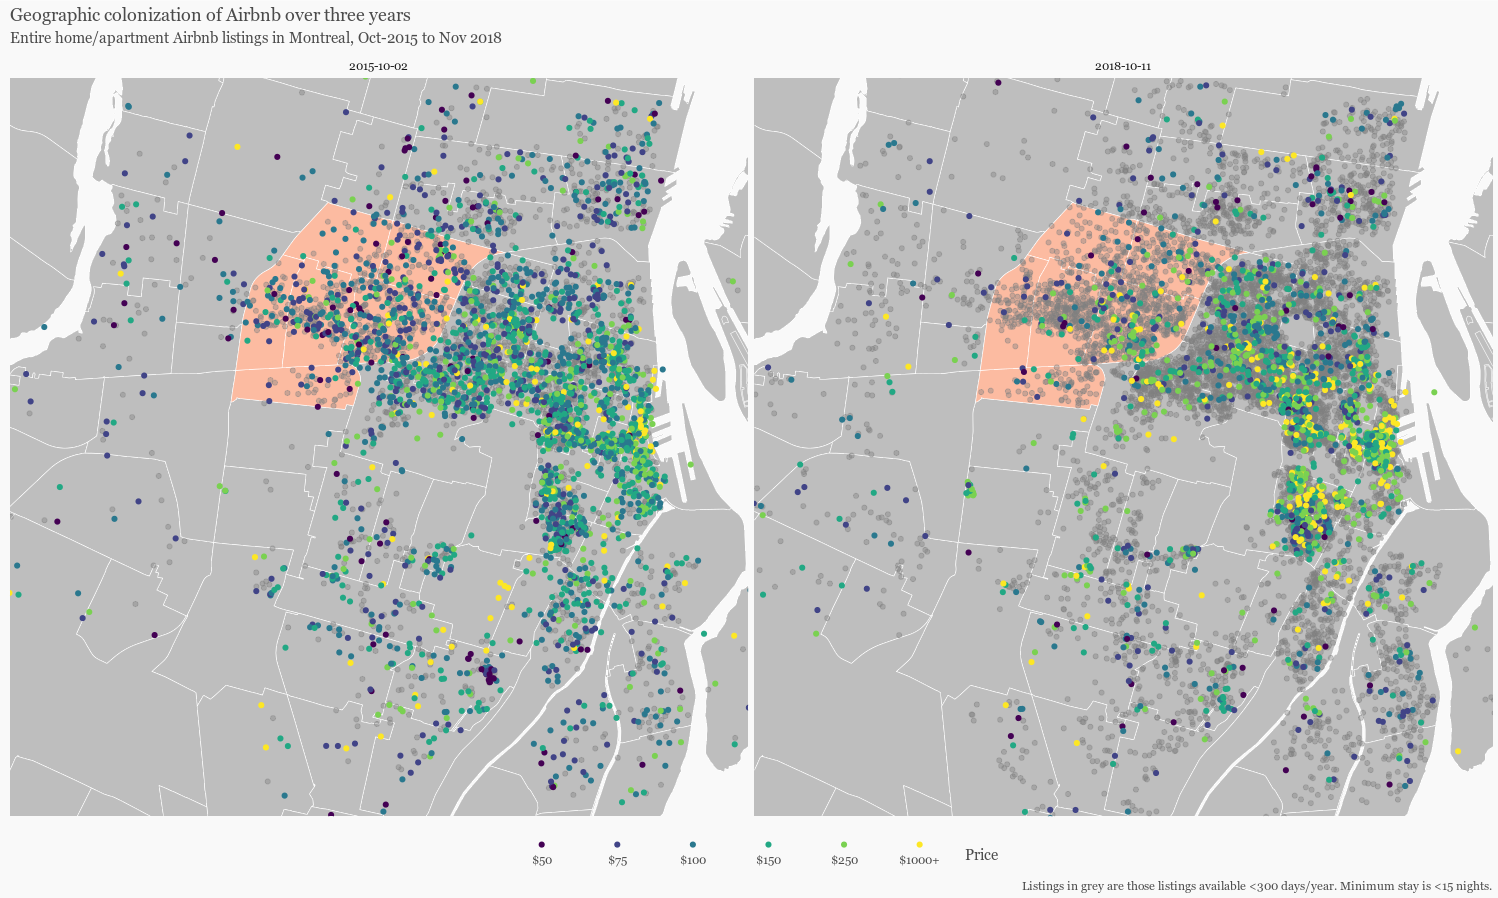 Geographic colonization of Airbnb over three years
Entire home/apartment Airbnb listings in Montreal, Oct-2015 to Nov 2018
2015-10-02
2018-10-11
$50
$75
$100
$150
$250
$1000+
Price
Listings in grey are those listings available <300 days/year. Minimum stay is <15 nights.